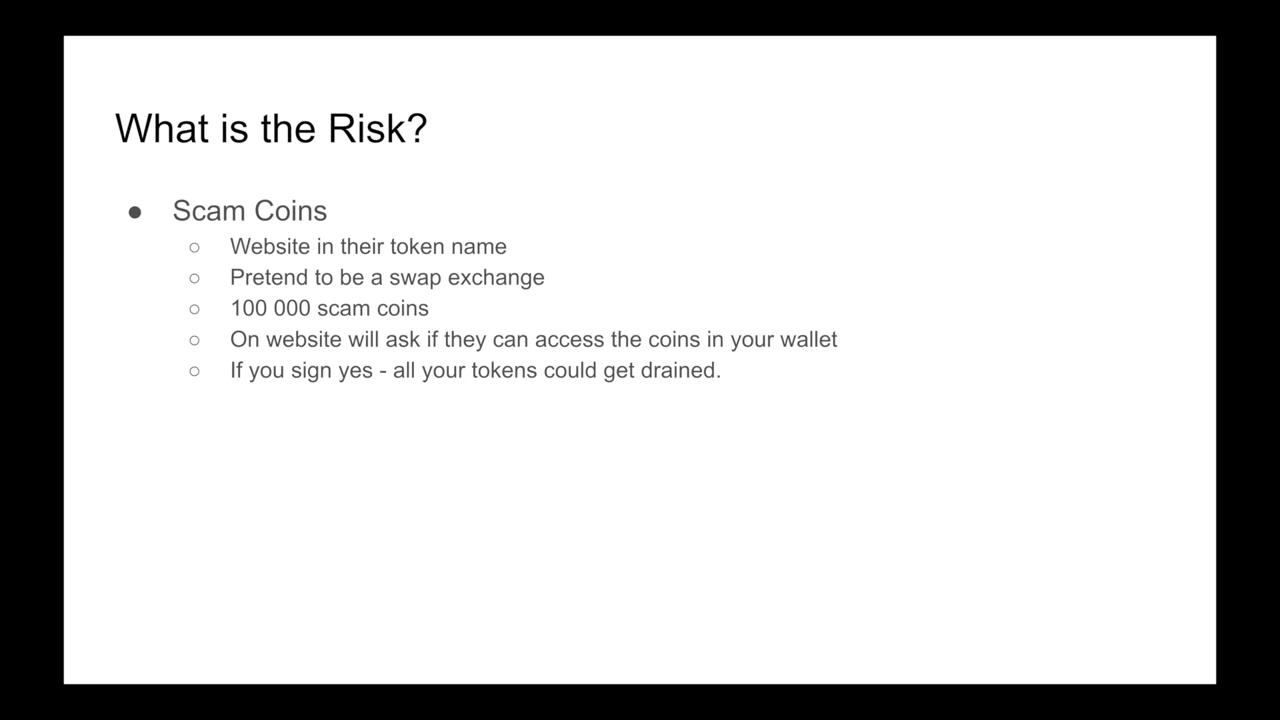 What is the Risk?
● Scam Coins
○ Website in their token name
○ Pretend to be a swap exchange
○ 100 000 scam coins
○ On website will ask if they can access the coins in your wallet
○ If you sign yes - all your tokens could get drained.